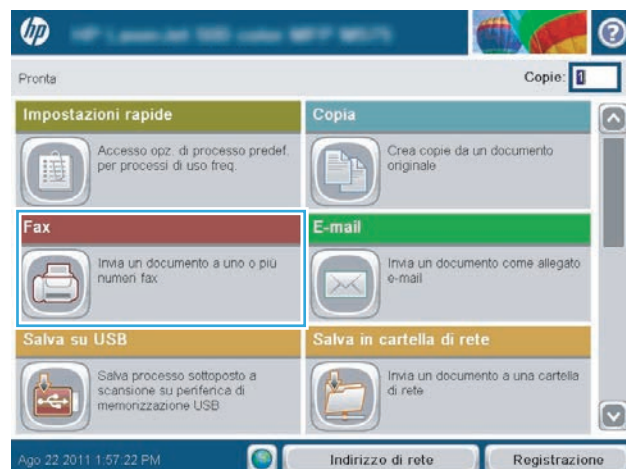 hp
Pronta
Copie: 1
Impostazioni rapide
Accesso opz. di processo predef.
per processi di uso freq.
Copia
Crea copie da un documento
originale
Fax
Invia un documento a uno o più
numeri fax
E-mail
Invia un documento come allegato
e-mail
Salva su USB
Salva processo sottoposto a
scansione su periferica di
memorizzazione USB
Salva in cartella di rete
Invia un documento a una cartella
di rete
Ago 22 2011 1:57:22 PM
Indirizzo di rete
Registrazione